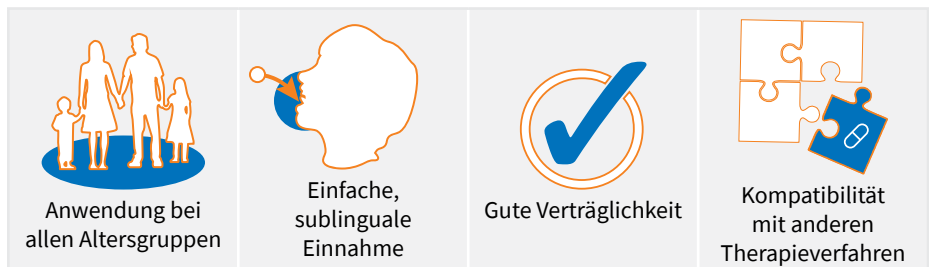 Anwendung bei
allen Altersgruppen
Einfache,
sublinguale
Einnahme
Gute Verträglichkeit
Kompatibilität
mit anderen
Therapieverfahren